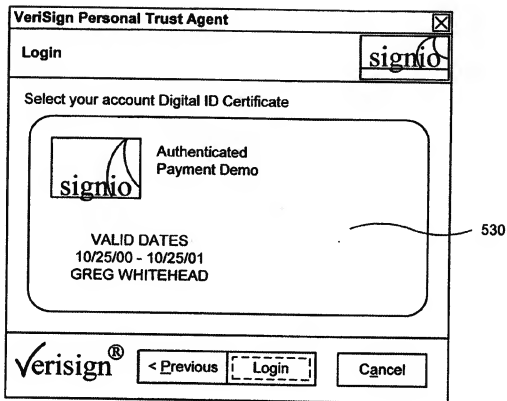 VeriSign Personal Trust Agent
Login
signio
Select your account Digital ID Certificate
signio
Authenticated
Payment Demo
530
VALID DATES
10/25/00 - 10/25/01
GREG WHITEHEAD
Verisign®
< Previous
Login
Cancel